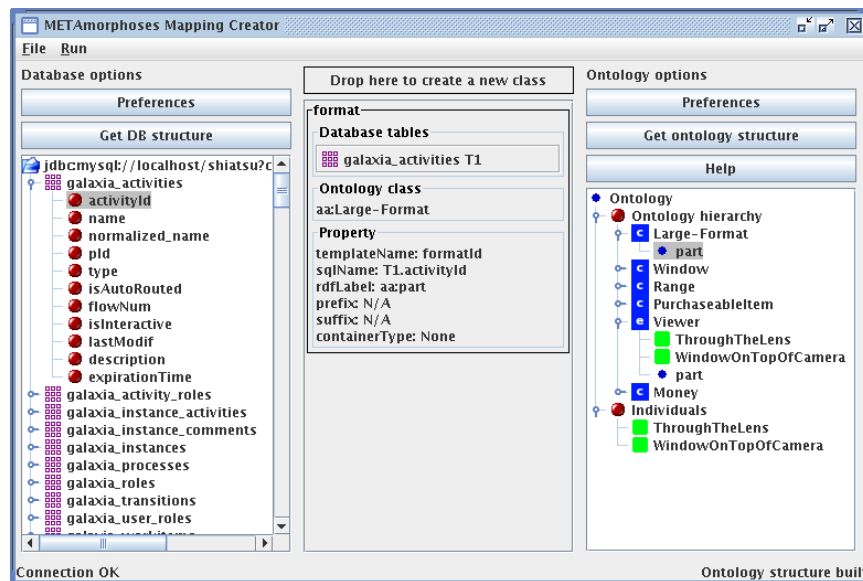 METAmorphoses Mapping Creator
File Run
Database options
Preferences
Get DB structure
jdbc:mysql://localhost/shiatsu?c
galaxia_activities
activityId
name
normalized_name
pId
type
isAutoRouted
flowNum
isInteractive
lastModif
description
expirationTime
galaxia_activity_roles
galaxia_instance_activities
galaxia_instance_comments
galaxia_instances
galaxia_processes
galaxia_roles
galaxia_transitions
galaxia_user_roles
galaxia_workitems
Drop here to create a new class
format
Database tables
galaxia_activities T1
Ontology class
aa:Large-Format
Property
templateName: formatId
sqlName: T1.activityId
rdfLabel: aa:part
prefix: N/A
suffix: N/A
containerType: None
Ontology options
Preferences
Get ontology structure
Help
Ontology
Ontology hierarchy
c Large-Format
part
c Window
c Range
c PurchaseableItem
e Viewer
ThroughTheLens
WindowOnTopOfCamera
part
c Money
Individuals
ThroughTheLens
WindowOnTopOfCamera
Connection OK
Ontology structure buil